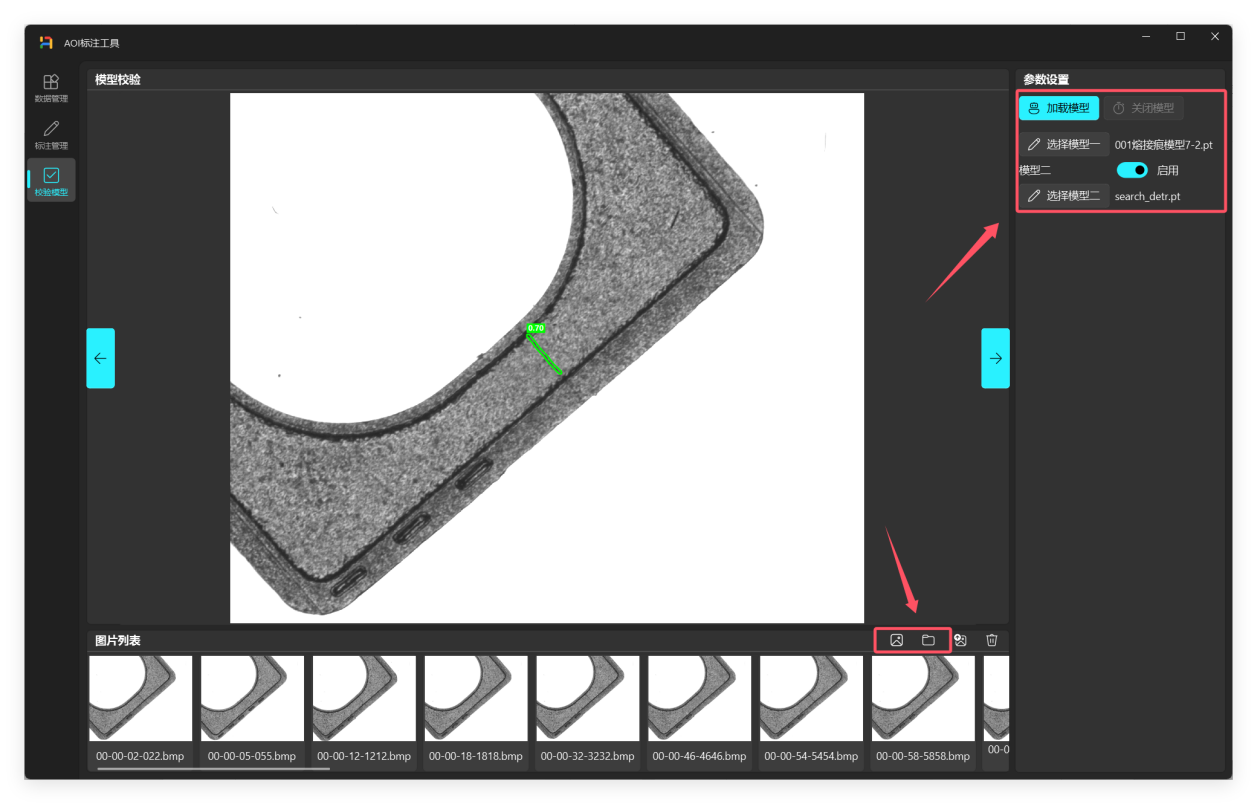 AOI标注工具
数据管理
标注管理
校验模型
模型校验
0.70
参数设置
加载模型
关闭模型
选择模型一
001熔接痕模型7-2.pt
模型二
启用
选择模型二
search_detr.pt
图片列表
00-00-02-022.bmp
00-00-05-055.bmp
00-00-12-1212.bmp
00-00-18-1818.bmp
00-00-32-3232.bmp
00-00-46-4646.bmp
00-00-54-5454.bmp
00-00-58-5858.bmp
00-0